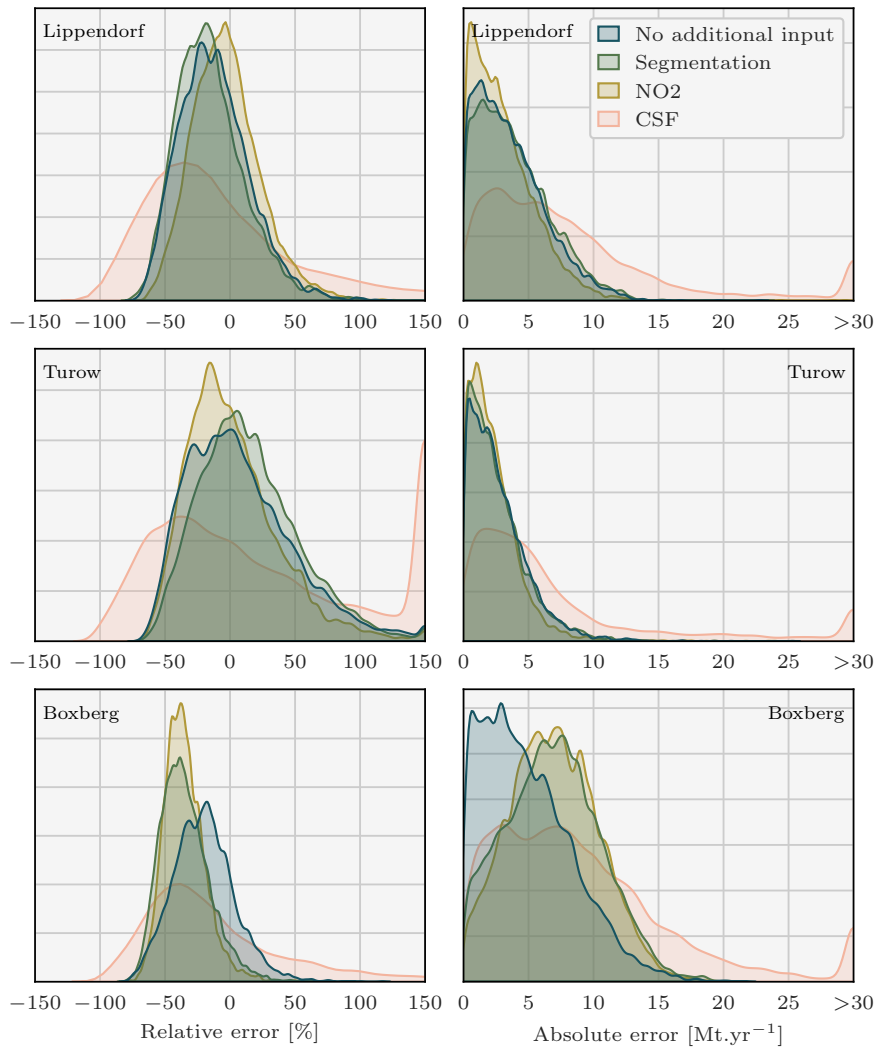 Lippendorf
Lippendorf
No additional input
Segmentation
NO2
CSF
−150 −100 −50 0 50 100 150
0 5 10 15 20 25 >30
Turow
Turow
−150 −100 −50 0 50 100 150
0 5 10 15 20 25 >30
Boxberg
Boxberg
−150 −100 −50 0 50 100 150
0 5 10 15 20 25 >30
Relative error [%]
Absolute error [Mt.yr⁻¹]